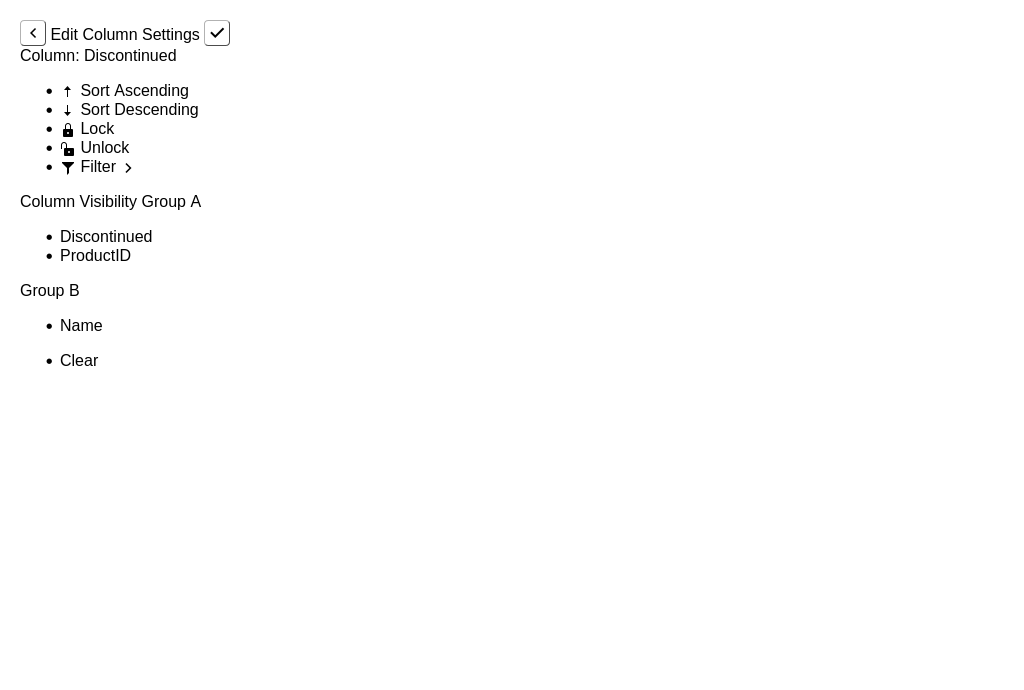 Edit Column Settings
Column: Discontinued
Sort Ascending
Sort Descending
Lock
Unlock
Filter
Column Visibility Group A
Discontinued
ProductID
Group B
Name
Clear